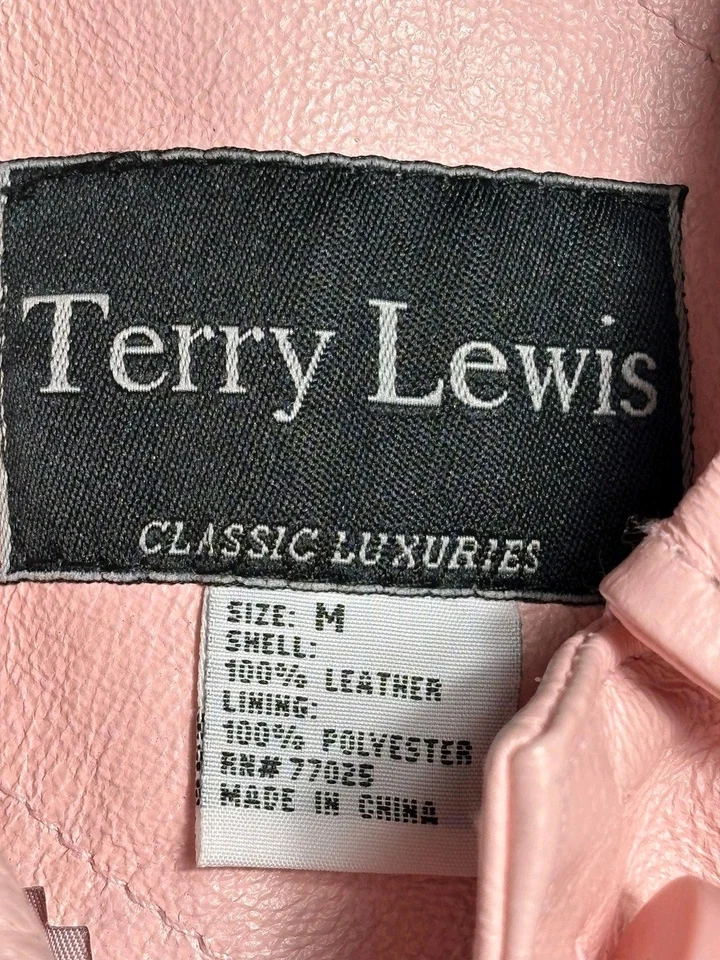 Terry Lewis
CLASSIC LUXURIES
SIZE: M
SHELL:
100% LEATHER
LINING:
100% POLYESTER
RN# 77025
MADE IN CHINA